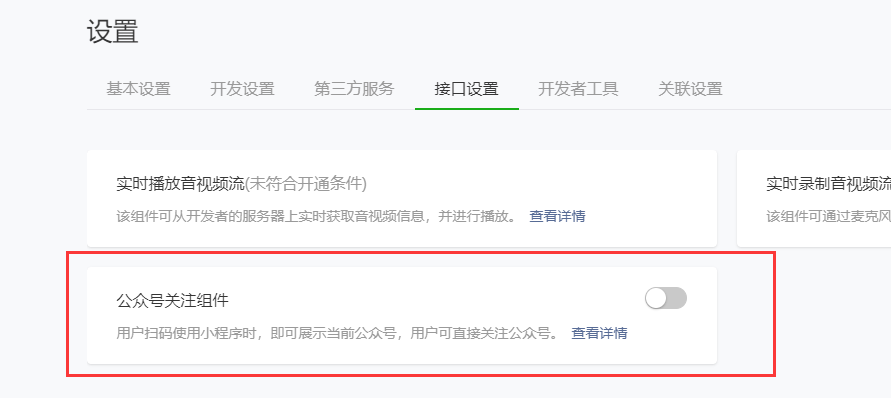 设置
基本设置 开发设置 第三方服务 接口设置 开发者工具 关联设置
实时播放音视频流(未符合开通条件)
该组件可从开发者的服务器上实时获取音视频信息，并进行播放。 查看详情
实时录制音视频流
该组件可通过麦克风
公众号关注组件
用户扫码使用小程序时，即可展示当前公众号，用户可直接关注公众号。 查看详情